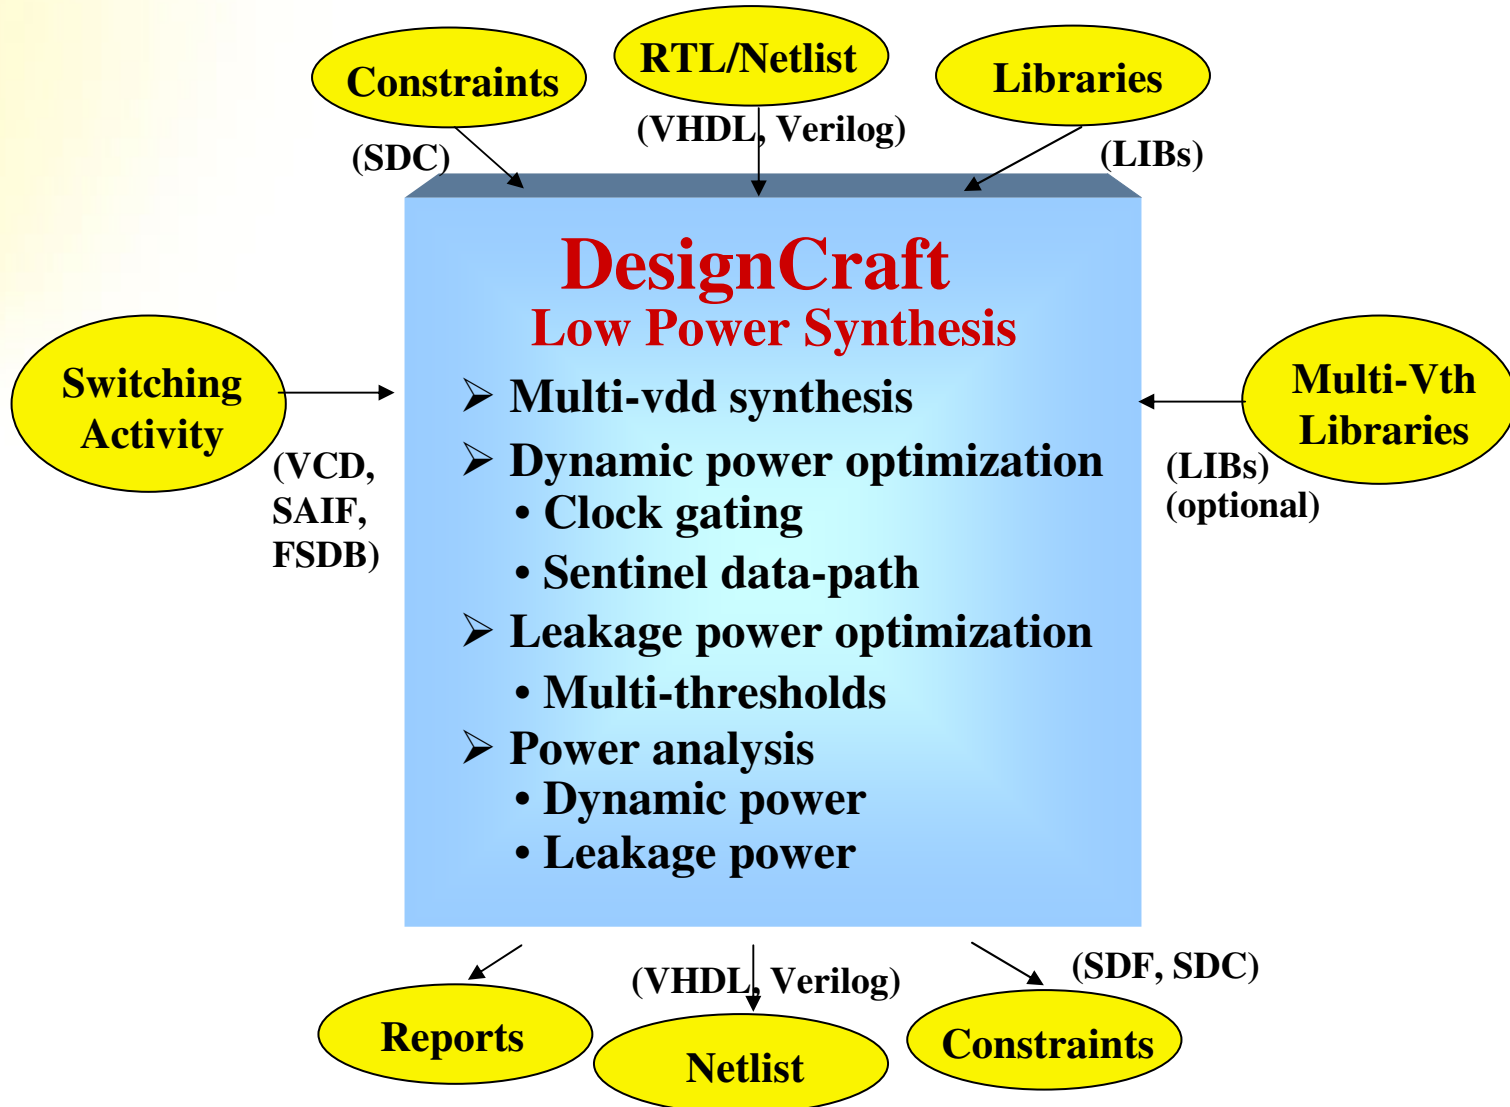 Constraints
RTL/Netlist
Libraries
(SDC)
(VHDL, Verilog)
(LIBs)
DesignCraft
Low Power Synthesis
Switching
Activity
(VCD,
SAIF,
FSDB)
Multi-Vth
Libraries
(LIBs)
(optional)
➢ Multi-vdd synthesis
➢ Dynamic power optimization
• Clock gating
• Sentinel data-path
➢ Leakage power optimization
• Multi-thresholds
➢ Power analysis
• Dynamic power
• Leakage power
(VHDL, Verilog)
(SDF, SDC)
Reports
Netlist
Constraints